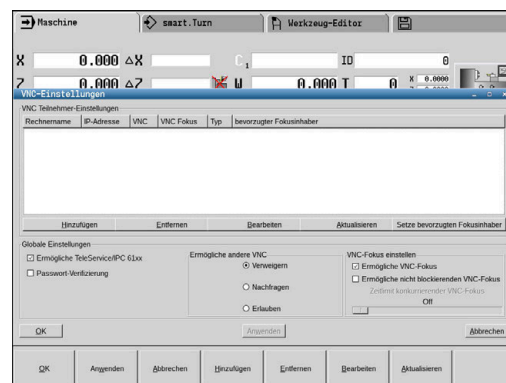 Maschine smart.Turn Werkzeug-Editor
X 0.000 ΔX C 1 ID 0
Z 0.000 ΔZ W 0.000 T 0 X 0.0000
VNC-Einstellungen
VNC Teilnehmer-Einstellungen
Rechnername IP-Adresse VNC VNC Fokus Typ bevorzugter Fokusinhaber
Hinzufügen Entfernen Bearbeiten Aktualisieren Setze bevorzugten Fokusinhaber
Globale Einstellungen
Ermögliche TeleService/IPC 61xx
Passwort-Verifizierung
Ermögliche andere VNC
Verweigern
Nachfragen
Erlauben
VNC-Fokus einstellen
Ermögliche VNC-Fokus
Ermögliche nicht blockierenden VNC-Fokus
Zeitlimit konkurrierender VNC-Fokus
Off
OK Anwenden Abbrechen
OK Anwenden Abbrechen Hinzufügen Entfernen Bearbeiten Aktualisieren